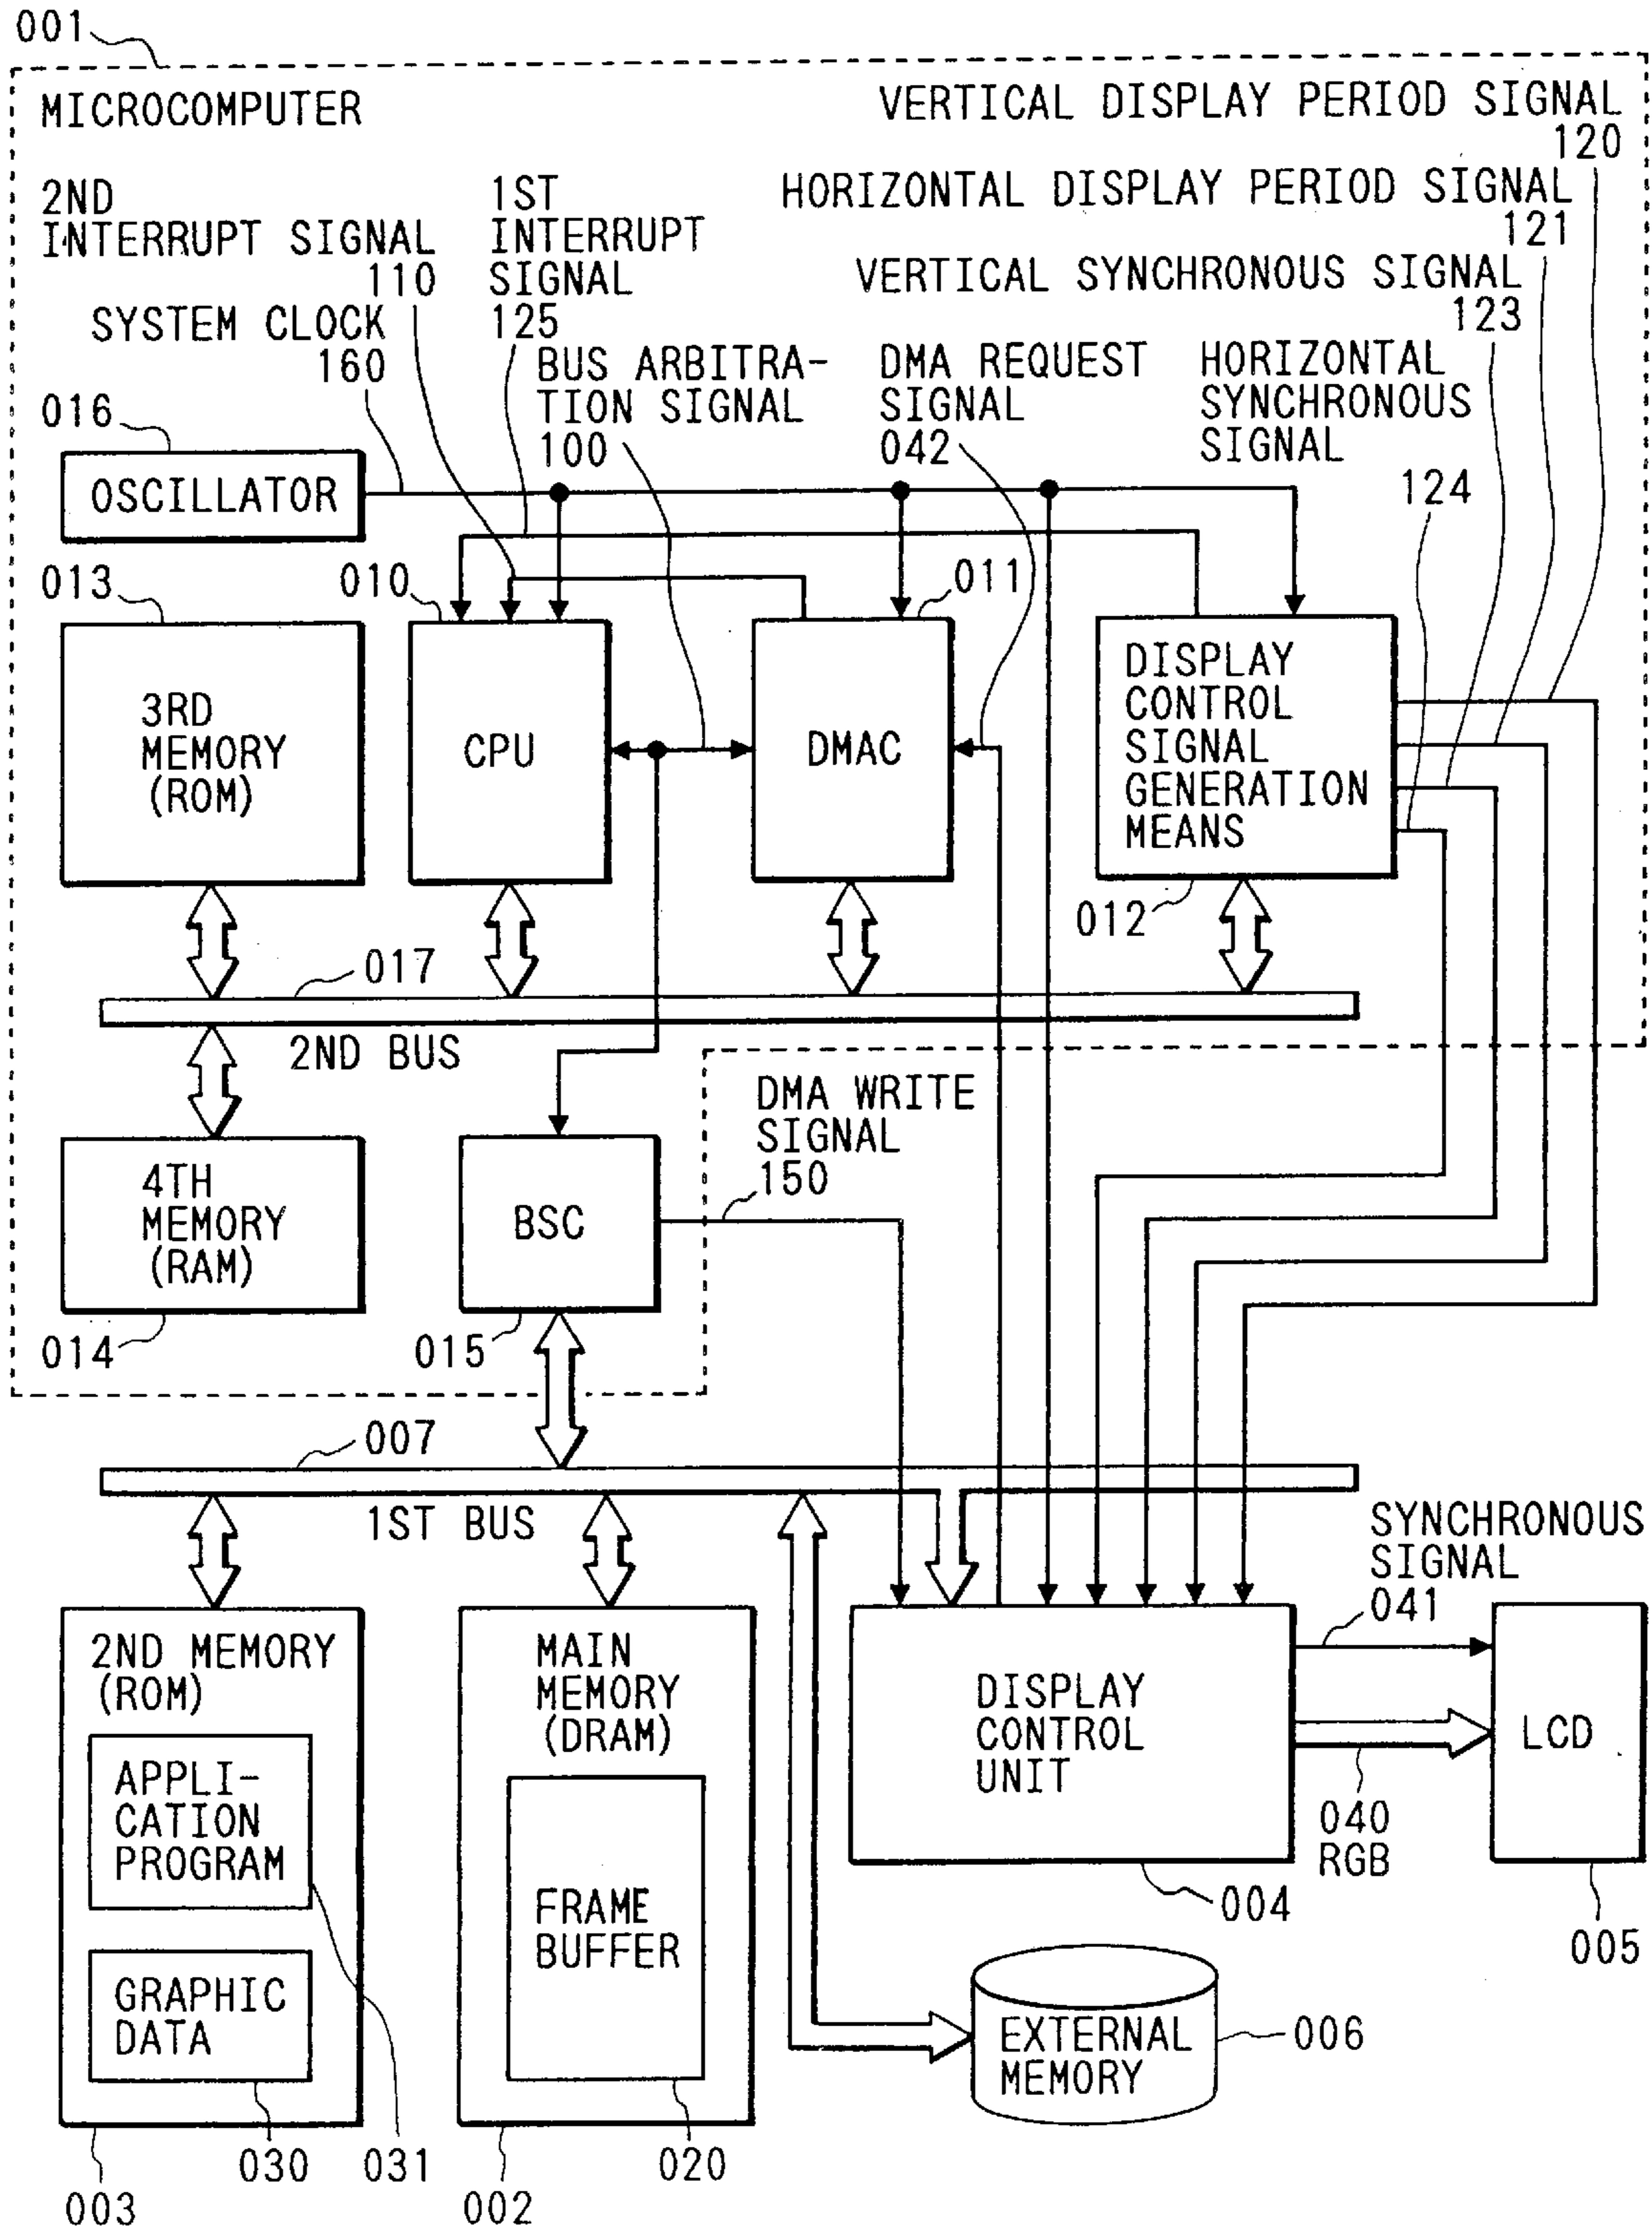 001
MICROCOMPUTER
VERTICAL DISPLAY PERIOD SIGNAL
120
HORIZONTAL DISPLAY PERIOD SIGNAL
121
VERTICAL SYNCHRONOUS SIGNAL
123
2ND
INTERRUPT SIGNAL
110
1ST
INTERRUPT
SIGNAL
125
SYSTEM CLOCK
160
BUS ARBITRA-
TION SIGNAL
100
DMA REQUEST
SIGNAL
042
HORIZONTAL
SYNCHRONOUS
SIGNAL
124
016
OSCILLATOR
013
3RD
MEMORY
(ROM)
010
CPU
011
DMAC
DISPLAY
CONTROL
SIGNAL
GENERATION
MEANS
012
017
2ND BUS
4TH
MEMORY
(RAM)
014
BSC
015
DMA WRITE
SIGNAL
150
007
1ST BUS
2ND MEMORY
(ROM)
APPLI-
CATION
PROGRAM
GRAPHIC
DATA
003
030
031
MAIN
MEMORY
(DRAM)
FRAME
BUFFER
002
020
DISPLAY
CONTROL
UNIT
004
SYNCHRONOUS
SIGNAL
041
040
RGB
LCD
005
EXTERNAL
MEMORY
006